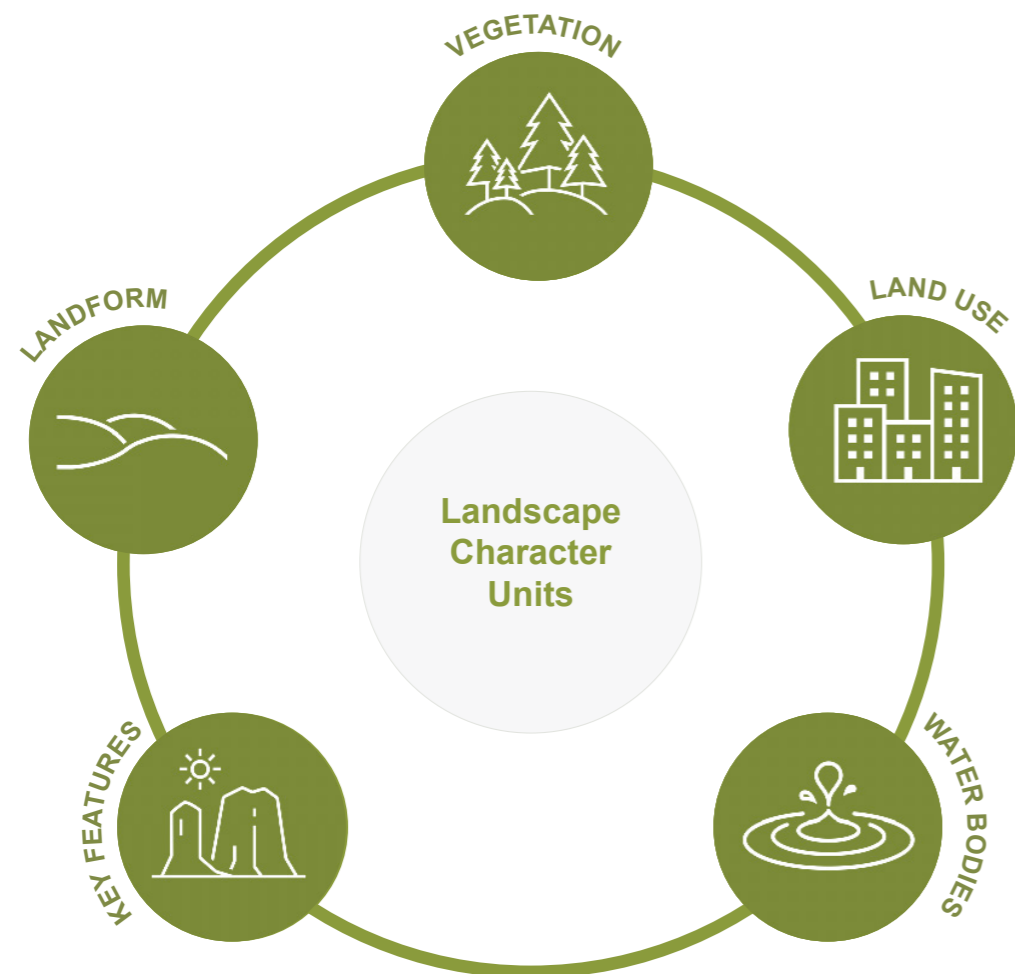 VEGETATION
LAND USE
LANDFORM
Landscape
Character
Units
KEY FEATURES
WATER BODIES